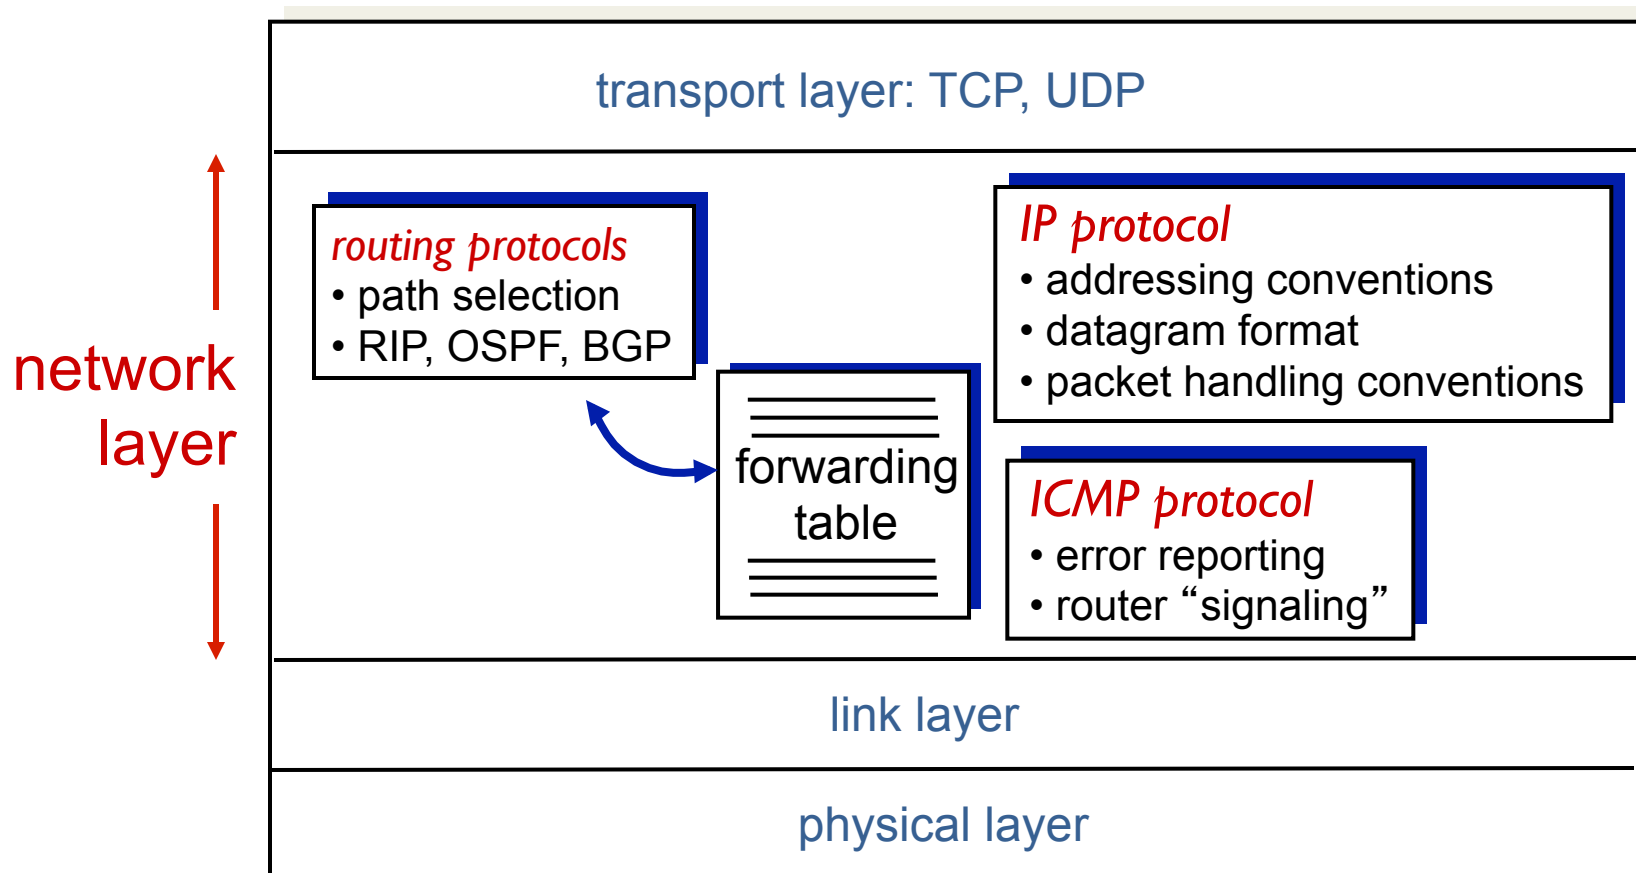 transport layer: TCP, UDP
network
layer
routing protocols
• path selection
• RIP, OSPF, BGP
forwarding
table
IP protocol
• addressing conventions
• datagram format
• packet handling conventions
ICMP protocol
• error reporting
• router “signaling”
link layer
physical layer